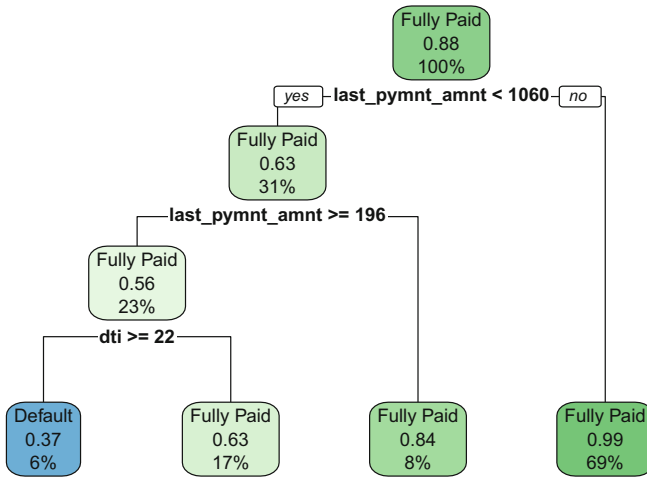 Fully Paid
0.88
100%
yes last_pymnt_amnt < 1060 no
Fully Paid
0.63
31%
last_pymnt_amnt >= 196
Fully Paid
0.56
23%
dti >= 22
Default
0.37
6%
Fully Paid
0.63
17%
Fully Paid
0.84
8%
Fully Paid
0.99
69%